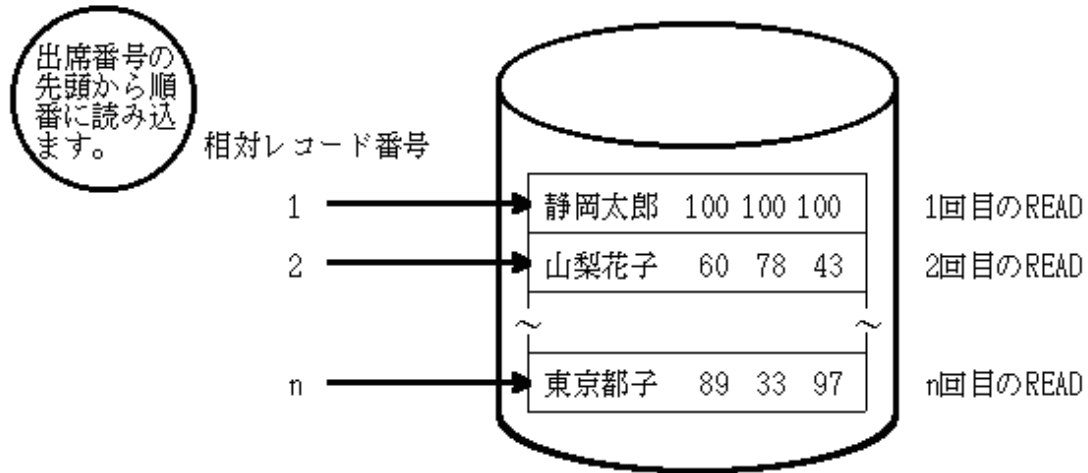 出席番号の
先頭から順
番に読み込
ます。
相対レコード番号
1 静岡太郎 100 100 100 1回目のREAD
2 山梨花子 60 78 43 2回目のREAD
～ ～
n 東京都子 89 33 97 n回目のREAD